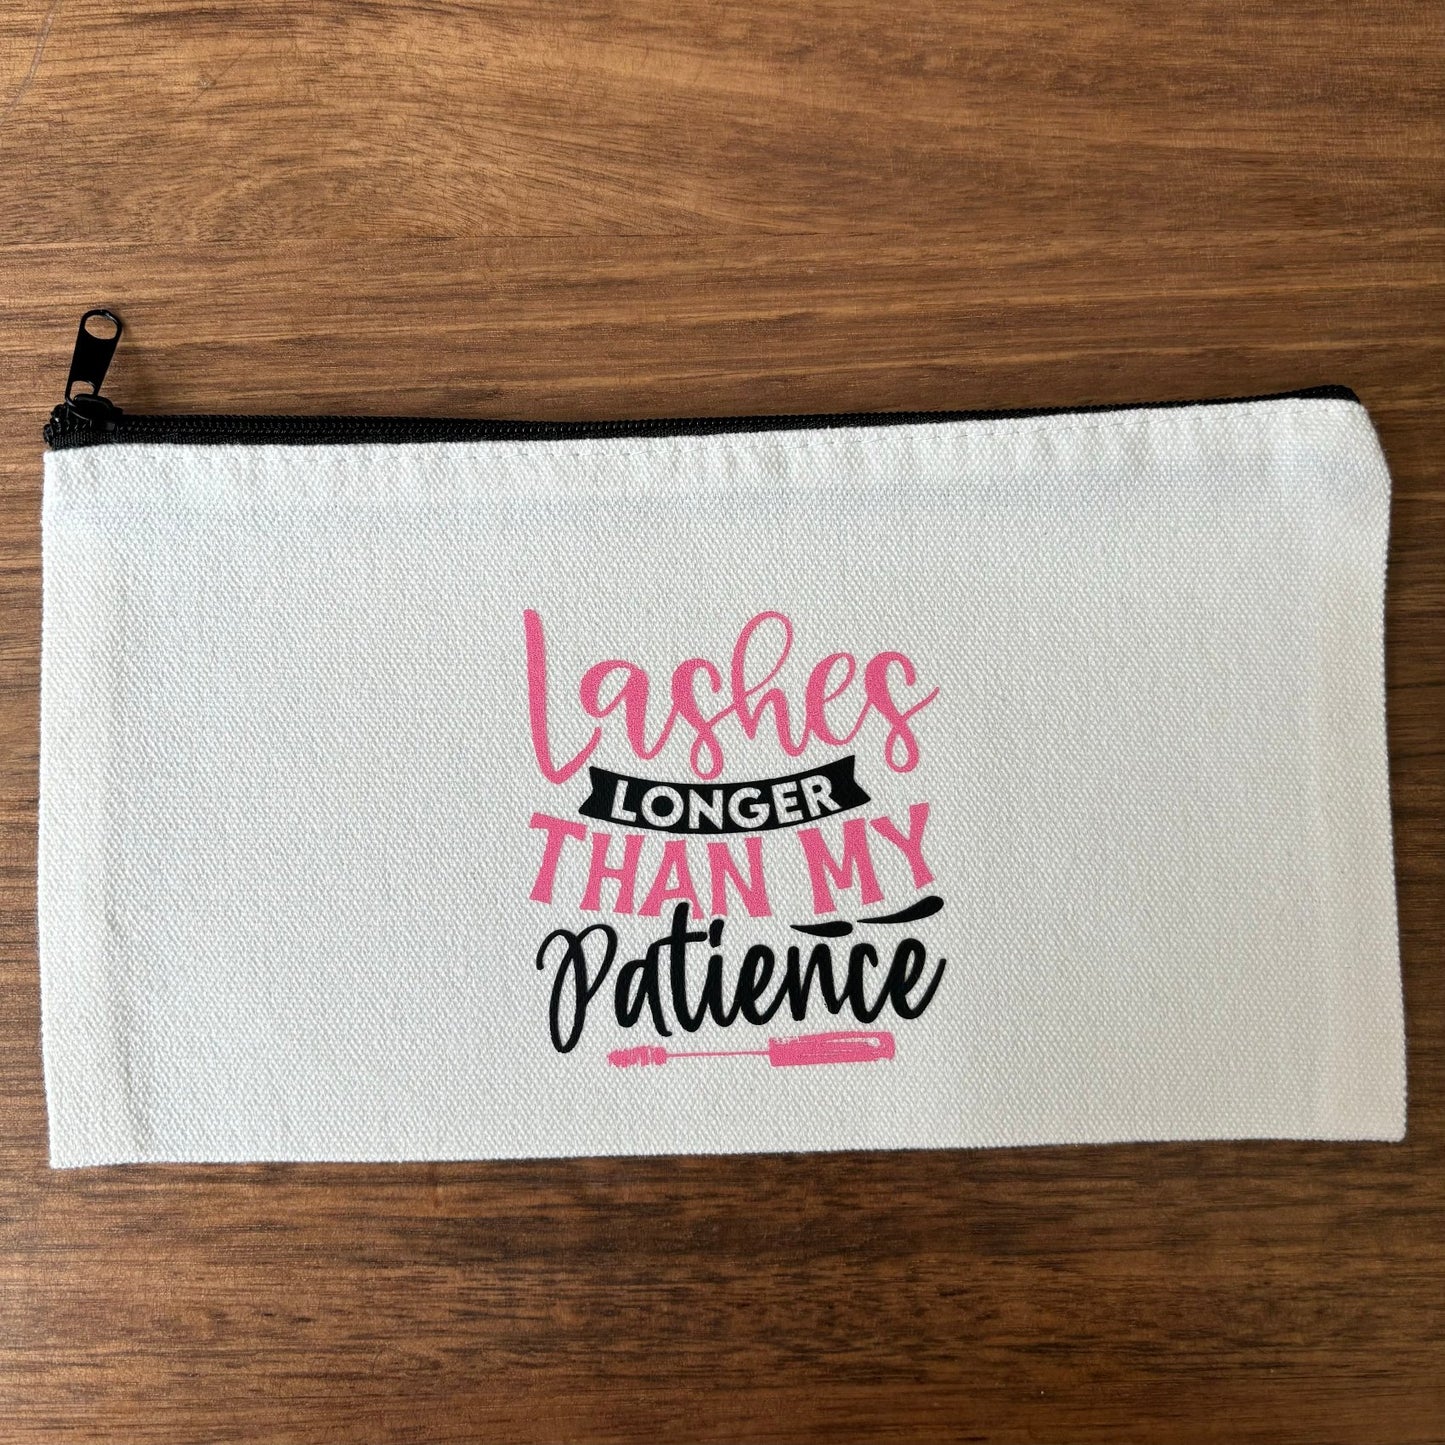 Lashes
LONGER
THAN MY
Patience